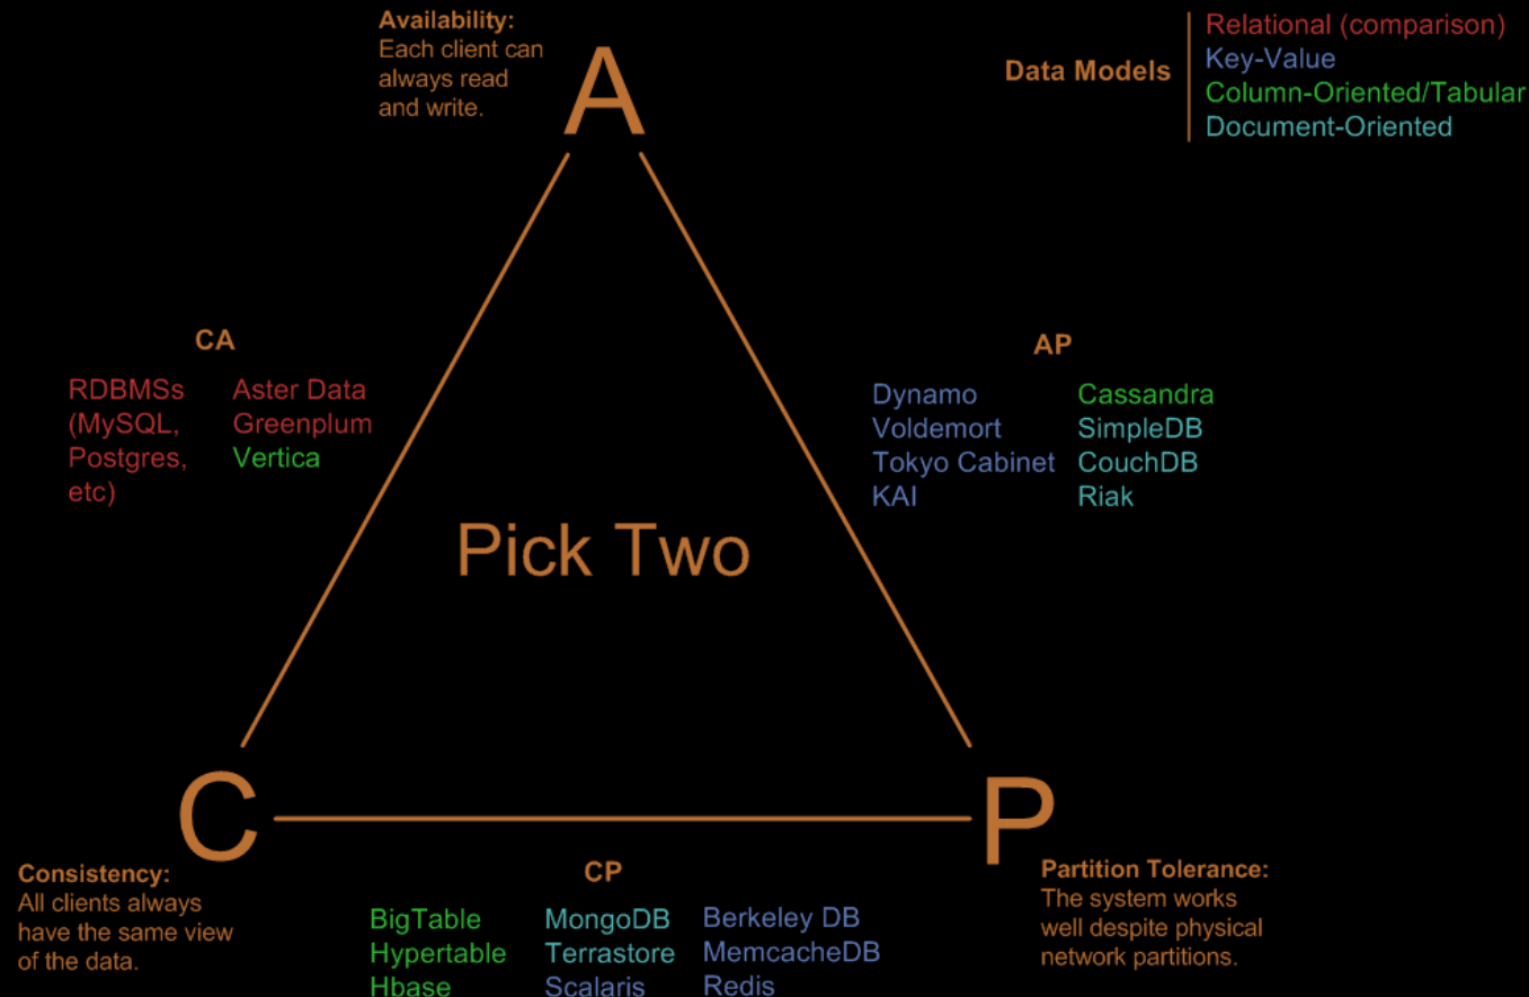 Availability:
Each client can
always read
and write.
A
Data Models
Relational (comparison)
Key-Value
Column-Oriented/Tabular
Document-Oriented
CA
RDBMSs
(MySQL,
Postgres,
etc)
Aster Data
Greenplum
Vertica
AP
Dynamo
Voldemort
Tokyo Cabinet
KAI
Cassandra
SimpleDB
CouchDB
Riak
Pick Two
C
Consistency:
All clients always
have the same view
of the data.
P
Partition Tolerance:
The system works
well despite physical
network partitions.
CP
BigTable
Hypertable
Hbase
MongoDB
Terrastore
Scalaris
Berkeley DB
MemcacheDB
Redis